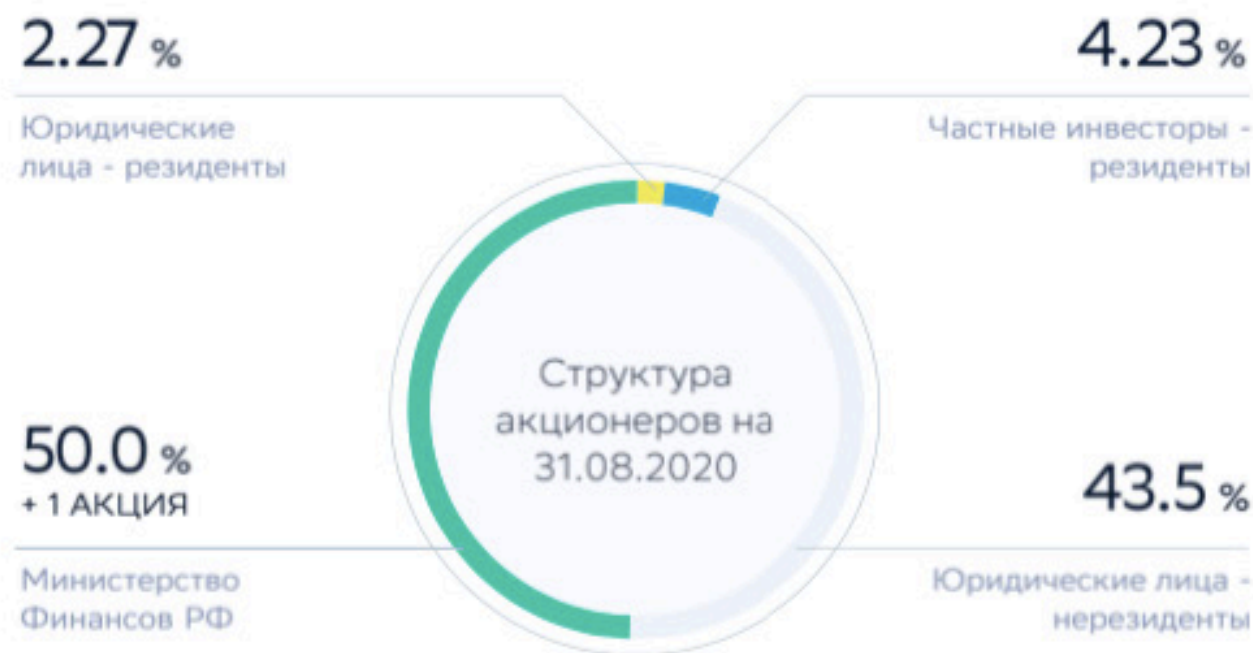 2.27 %
Юридические
лица - резиденты
4.23 %
Частные инвесторы -
резиденты
Структура
акционеров на
31.08.2020
50.0 %
+ 1 АКЦИЯ
Министерство
Финансов РФ
43.5 %
Юридические лица -
нерезиденты